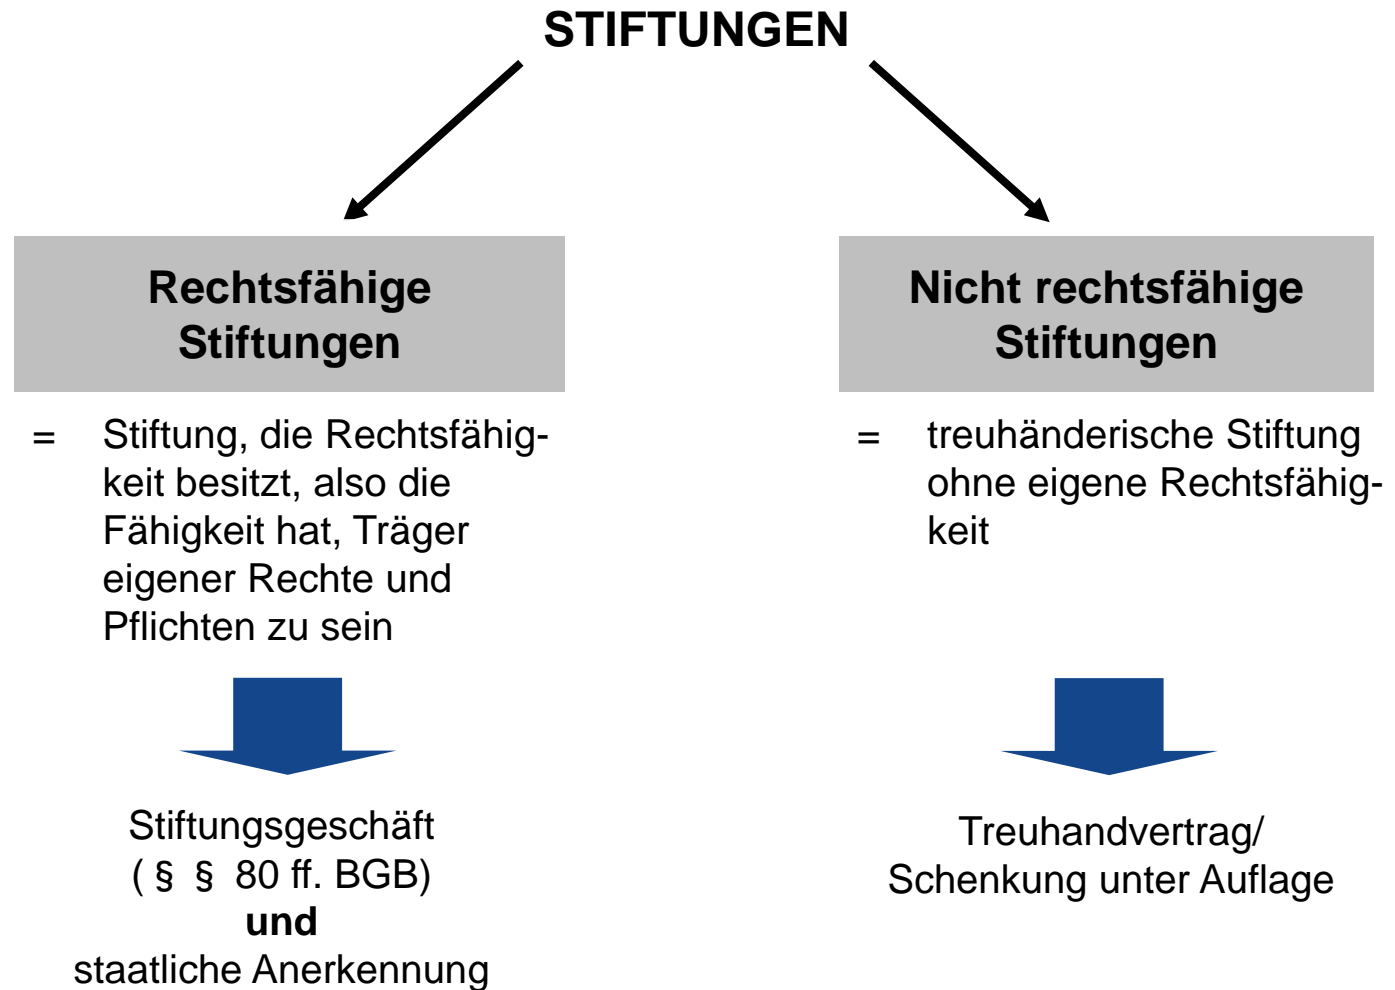 STIFTUNGEN
Rechtsfähige
Stiftungen
= Stiftung, die Rechtsfähig-
keit besitzt, also die
Fähigkeit hat, Träger
eigener Rechte und
Pflichten zu sein
Stiftungsgeschäft
( § § 80 ff. BGB)
und
staatliche Anerkennung
Nicht rechtsfähige
Stiftungen
= treuhänderische Stiftung
ohne eigene Rechtsfähig-
keit
Treuhandvertrag/
Schenkung unter Auflage